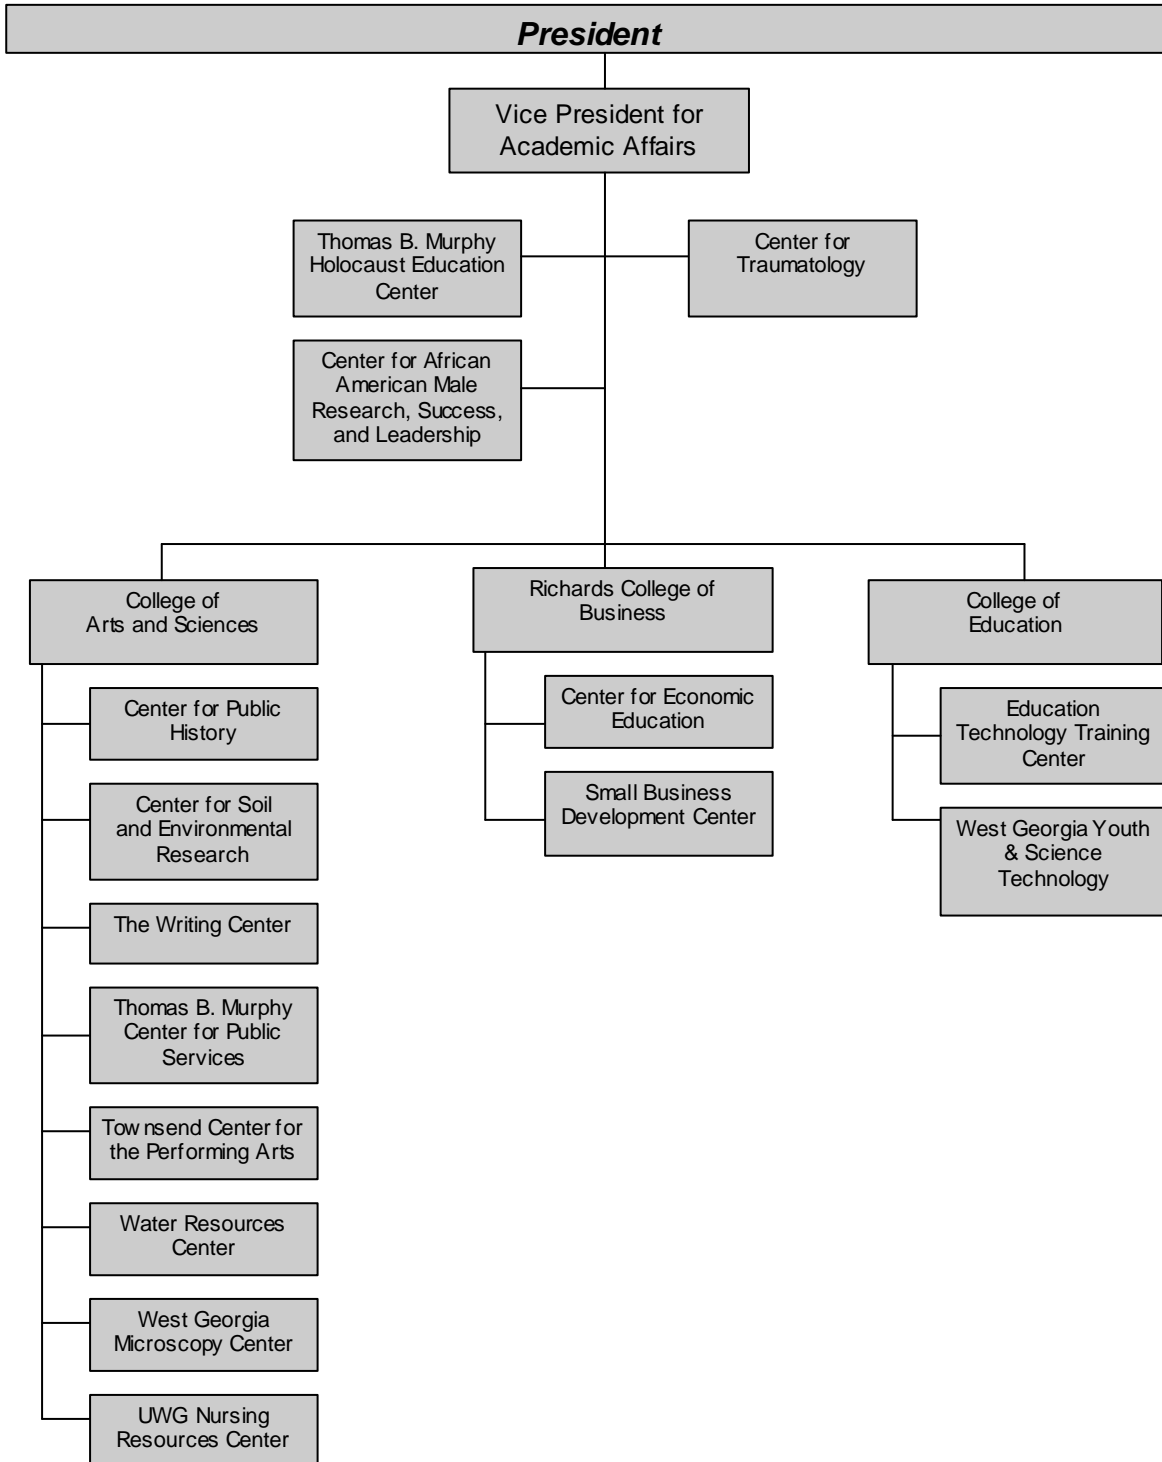 President
Vice President for
Academic Affairs
Thomas B. Murphy
Holocaust Education
Center
Center for
Traumatology
Center for African
American Male
Research, Success,
and Leadership
College of
Arts and Sciences
Richards College of
Business
College of
Education
Center for Public
History
Center for Soil
and Environmental
Research
The Writing Center
Thomas B. Murphy
Center for Public
Services
Townsend Center for
the Performing Arts
Water Resources
Center
West Georgia
Microscopy Center
UWG Nursing
Resources Center
Center for Economic
Education
Small Business
Development Center
Education
Technology Training
Center
West Georgia Youth
& Science
Technology